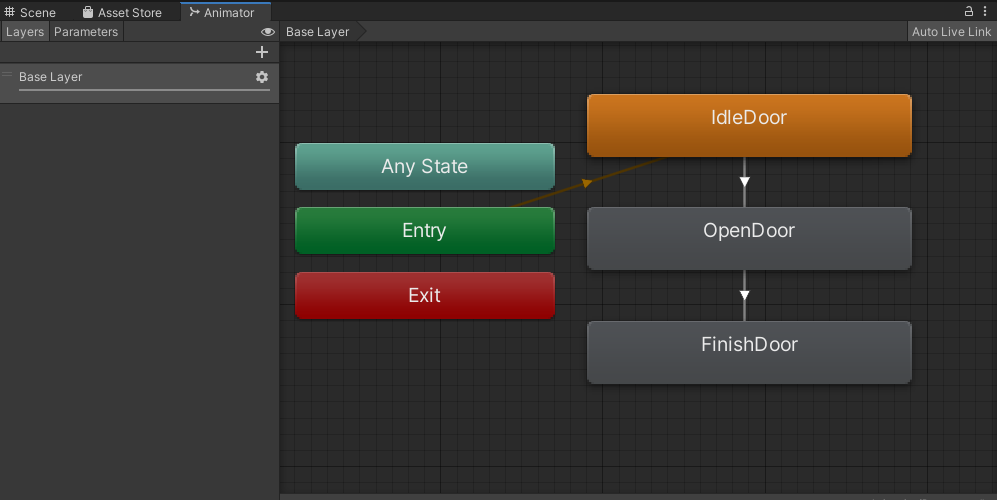 Scene Asset Store Animator
Layers Parameters Base Layer Auto Live Link
Base Layer
IdleDoor
Any State
Entry
OpenDoor
Exit
FinishDoor